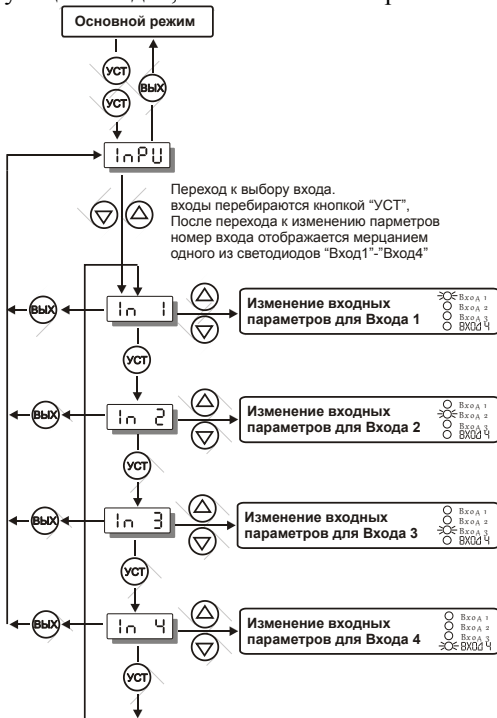 Основной режим
УСТ
УСТ
ВЫХ
InPU
Переход к выбору входа.
входы перебираются кнопкой “УСТ”,
После перехода к изменению парметров
номер входа отображается мерцанием
одного из светодиодов “Вход1”-”Вход4”
ВЫХ
In 1
Изменение входных
параметров для Входа 1
Вход 1
Вход 2
Вход 3
ВХОД 4
УСТ
ВЫХ
In 2
Изменение входных
параметров для Входа 2
Вход 1
Вход 2
Вход 3
ВХОД 4
УСТ
ВЫХ
In 3
Изменение входных
параметров для Входа 3
Вход 1
Вход 2
Вход 3
ВХОД 4
УСТ
ВЫХ
In 4
Изменение входных
параметров для Входа 4
Вход 1
Вход 2
Вход 3
ВХОД 4
УСТ